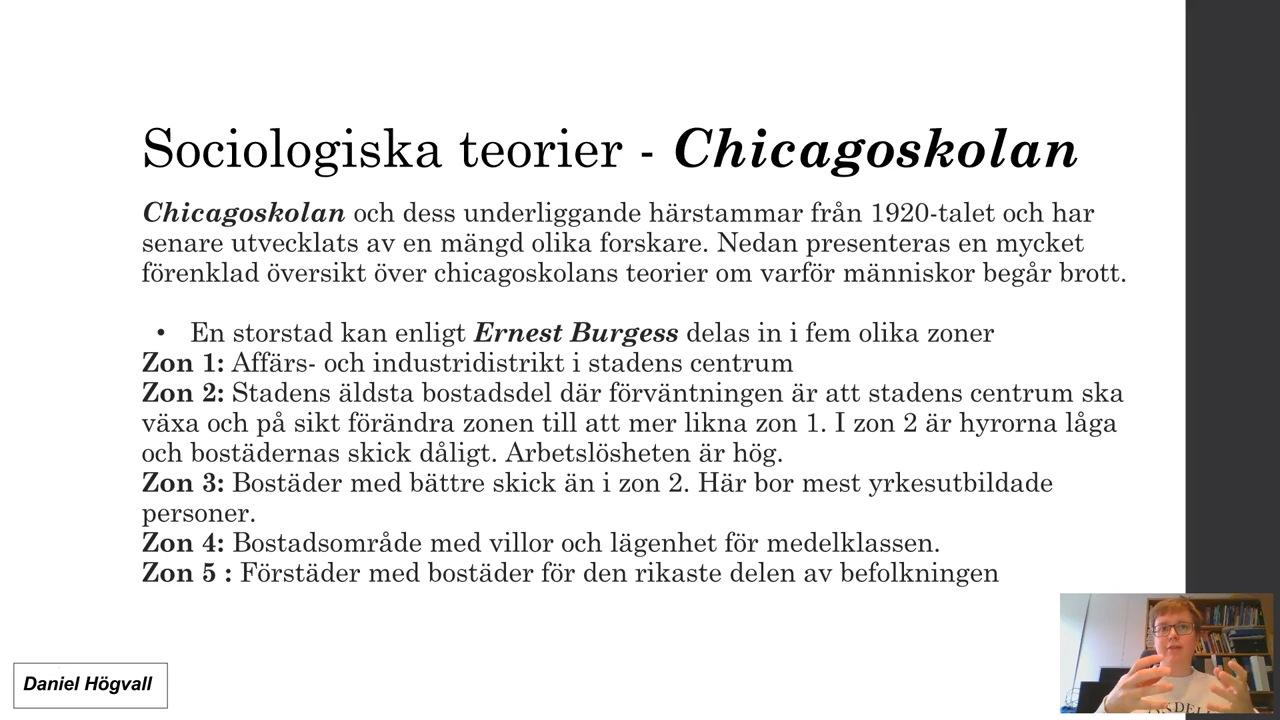 Sociologiska teorier - Chicagoskolan
Chicagoskolan och dess underliggande härstammar från 1920-talet och har
senare utvecklats av en mängd olika forskare. Nedan presenteras en mycket
förenklad översikt över chicagoskolans teorier om varför människor begår brott.
• En storstad kan enligt Ernest Burgess delas in i fem olika zoner
Zon 1: Affärs- och industridistrikt i stadens centrum
Zon 2: Stadens äldsta bostadsdel där förväntningen är att stadens centrum ska
växa och på sikt förändra zonen till att mer likna zon 1. I zon 2 är hyrorna låga
och bostädernas skick dåligt. Arbetslösheten är hög.
Zon 3: Bostäder med bättre skick än i zon 2. Här bor mest yrkesutbildade
personer.
Zon 4: Bostadsområde med villor och lägenhet för medelklassen.
Zon 5 : Förstäder med bostäder för den rikaste delen av befolkningen
Daniel Högvall